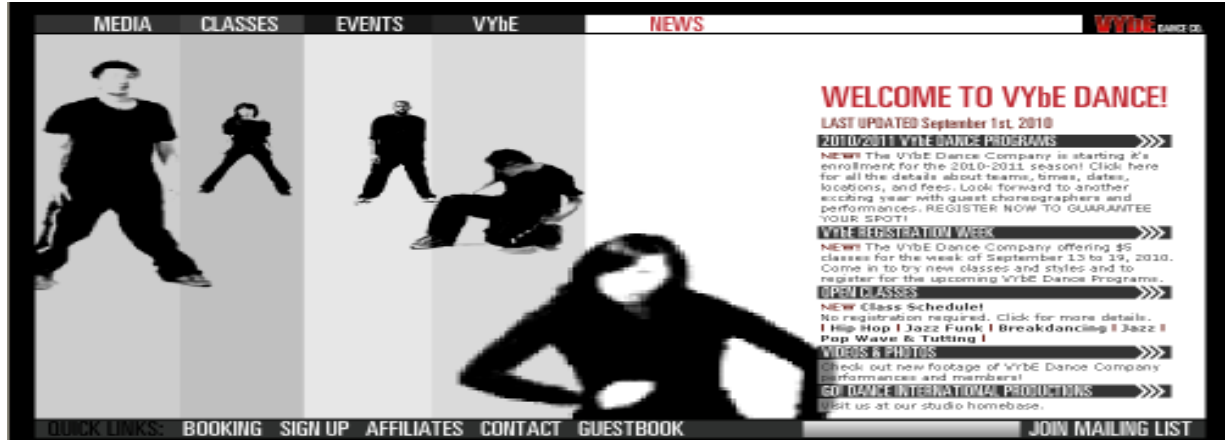 MEDIA CLASSES EVENTS VYbE NEWS VYbE DANCE CO.
WELCOME TO VYbE DANCE!
LAST UPDATED September 1st, 2010
2010/2011 VYbE DANCE PROGRAMS
NEW! The VYbE Dance Company is starting it's
enrollment for the 2010-2011 season! Click here
for all the details about teams, times, dates,
locations, and fees. Look forward to another
exciting year with guest choreographers and
performances. REGISTER NOW TO GUARANTEE
YOUR SPOT!
VYbE REGISTRATION WEEK
NEW! The VYbE Dance Company offering $5
classes for the week of September 13 to 19, 2010.
Come in to try new classes and styles and to
register for the upcoming VYbE Dance Programs.
OPEN CLASSES
NEW Class Schedule!
No registration required. Click for more details.
| Hip Hop | Jazz Funk | Breakdancing | Jazz |
Pop Wave & Tutting |
VIDEOS & PHOTOS
Check out new footage of VYbE Dance Company
performances and members!
GO! DANCE INTERNATIONAL PRODUCTIONS
Visit us at our studio homebase.
QUICK LINKS: BOOKING SIGN UP AFFILIATES CONTACT GUESTBOOK JOIN MAILING LIST